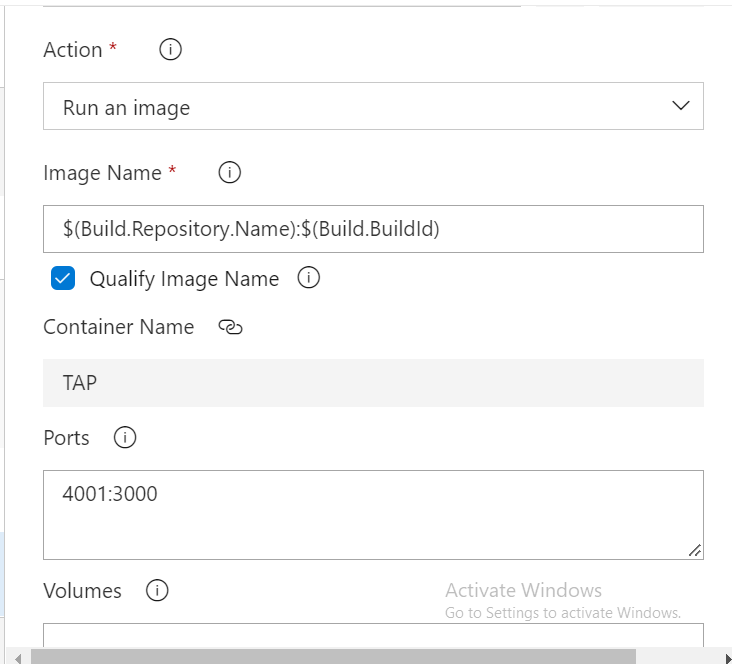 Action *
Run an image
Image Name *
$(Build.Repository.Name):$(Build.BuildId)
Qualify Image Name
Container Name
TAP
Ports
4001:3000
Volumes
Activate Windows
Go to Settings to activate Windows.